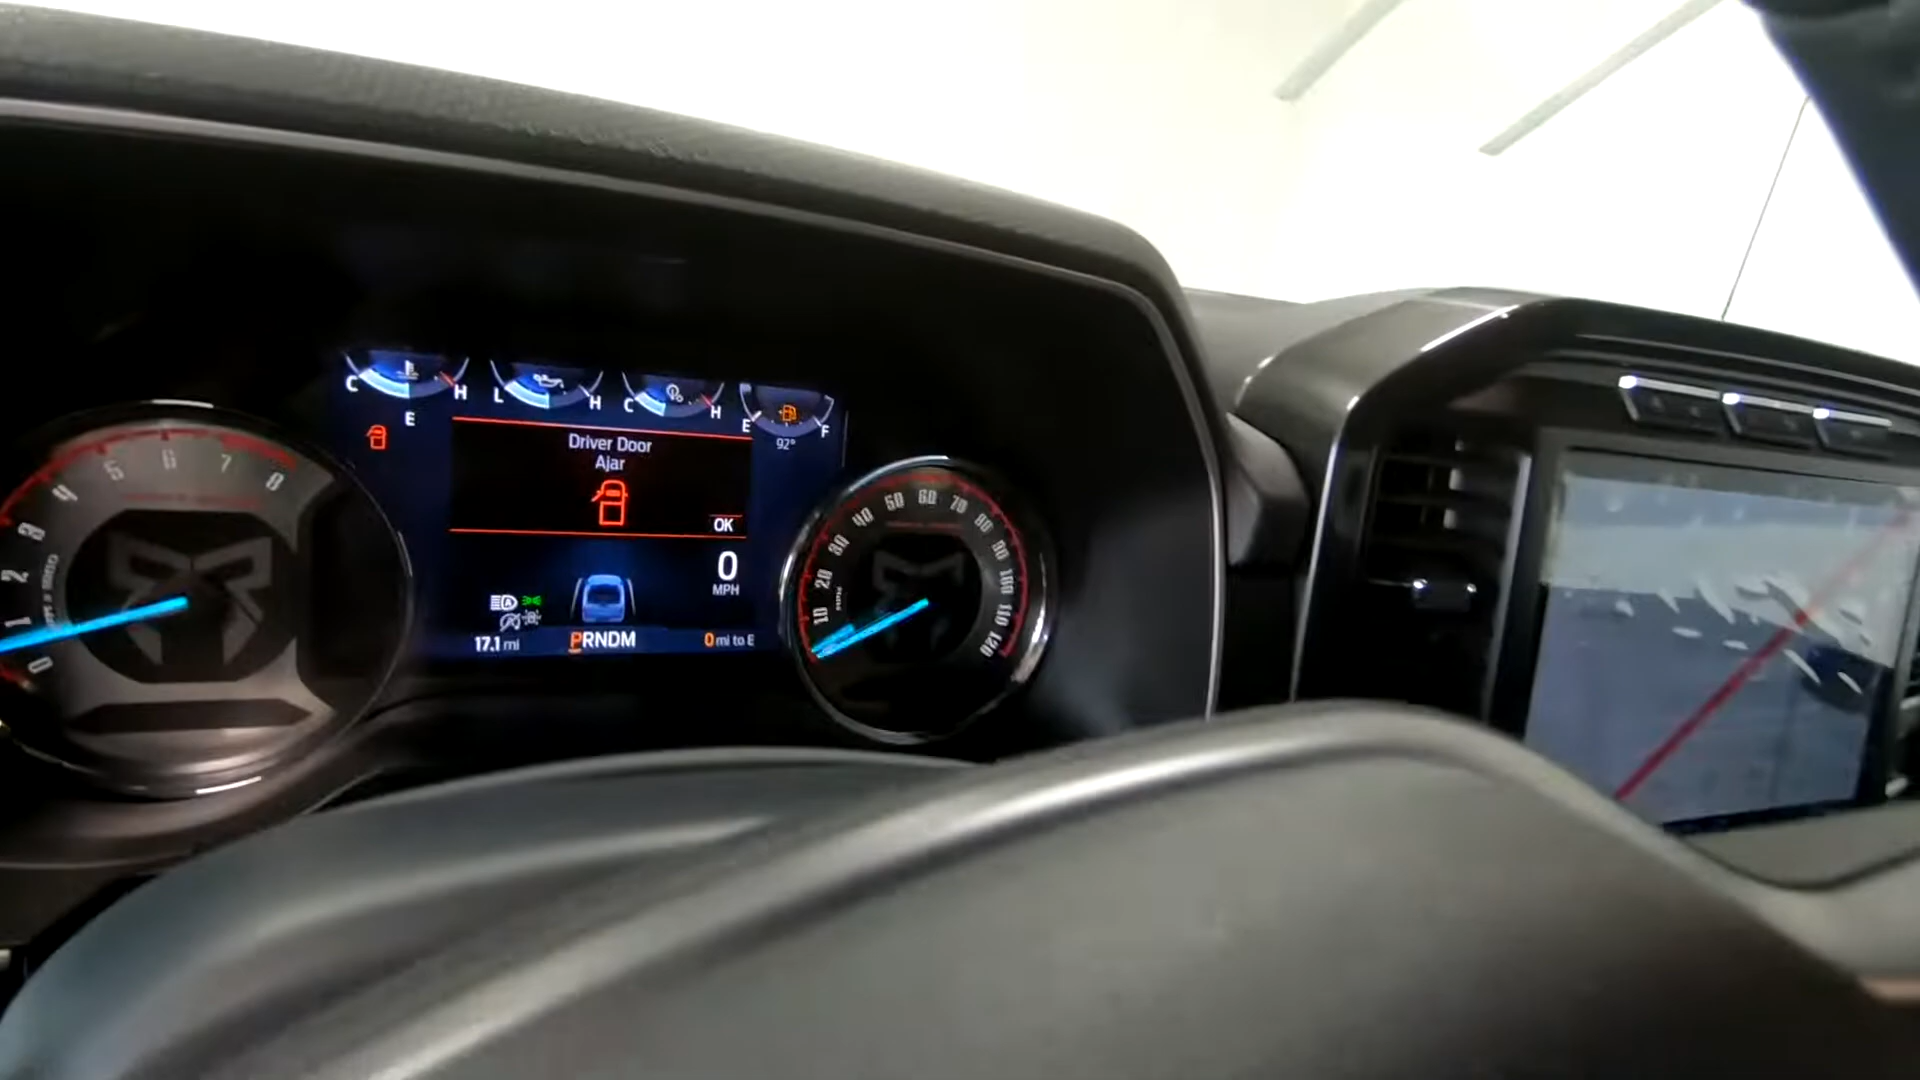 C H
L H
C H
E F
E
92°
Driver Door
Ajar
OK
0
MPH
17.1 mi
PRNDM
0 mi to E
0 1 2 3 4 5 6 7 8
10 20 30 40 50 60 70 80 90 100 110 120